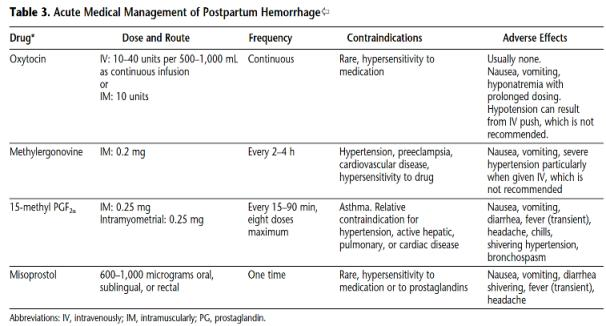 Table 3. Acute Medical Management of Postpartum Hemorrhage⇦
Drug* Dose and Route Frequency Contraindications Adverse Effects
Oxytocin IV: 10–40 units per 500–1,000 mL Continuous Rare, hypersensitivity to Usually none.
as continuous infusion medication Nausea, vomiting,
or hyponatremia with
IM: 10 units prolonged dosing.
Hypotension can result
from IV push, which is not
recommended.
Methylergonovine IM: 0.2 mg Every 2–4 h Hypertension, preeclampsia, Nausea, vomiting, severe
cardiovascular disease, hypertension particularly
hypersensitivity to drug when given IV, which is
not recommended
15-methyl PGF₂α IM: 0.25 mg Every 15–90 min, Asthma. Relative Nausea, vomiting,
Intramyometrial: 0.25 mg eight doses contraindication for diarrhea, fever (transient),
maximum hypertension, active hepatic, headache, chills,
pulmonary, or cardiac disease shivering hypertension,
bronchospasm
Misoprostol 600–1,000 micrograms oral, One time Rare, hypersensitivity to Nausea, vomiting, diarrhea
sublingual, or rectal medication or to prostaglandins shivering, fever (transient),
headache
Abbreviations: IV, intravenously; IM, intramuscularly; PG, prostaglandin.